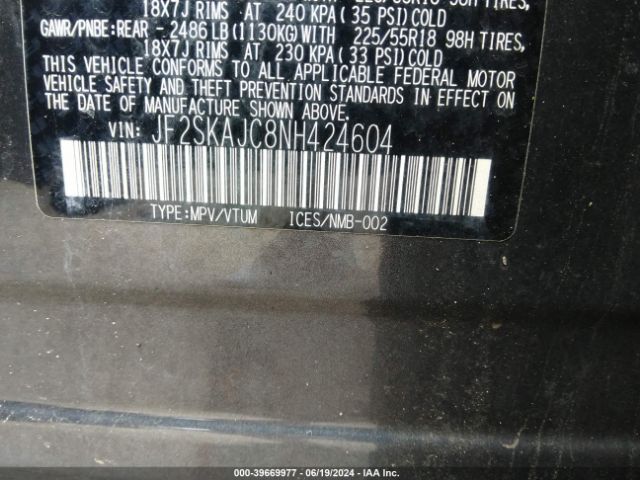 18X7J RIMS AT 240 KPA(35 PSI)COLD
GAWR/PNBE:REAR - 2486LB(1130KG)WITH 225/55R18 98H TIRES,
18X7J RIMS AT 230 KPA(33 PSI)COLD
THIS VEHICLE CONFORMS TO ALL APPLICABLE FEDERAL MOTOR
VEHICLE SAFETY AND THEFT PREVENTION STANDARDS IN EFFECT ON
THE DATE OF MANUFACTURE SHOWN ABOVE.
VIN: JF2SKAJC8NH424604
TYPE:MPV/VTUM ICES/NMB-002
000-39669977 - 06/19/2024 - IAA Inc.